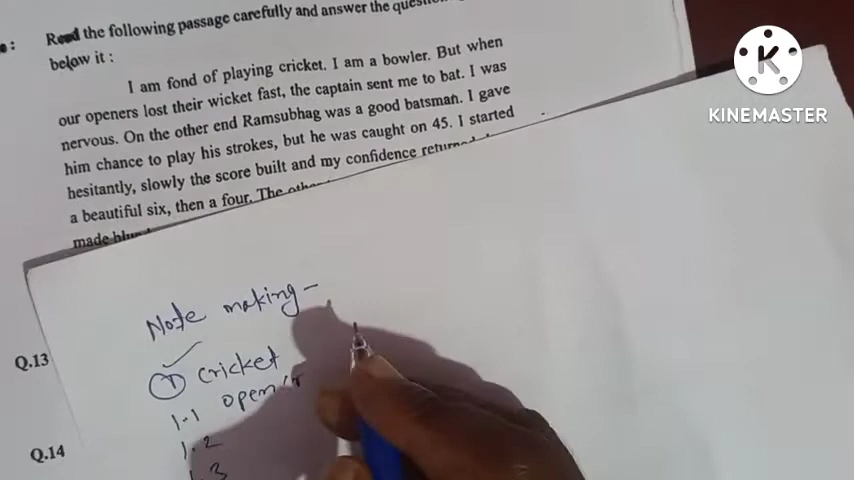 Read the following passage carefully and answer the
below it :
I am fond of playing cricket. I am a bowler. But when
our openers lost their wicket fast, the captain sent me to bat. I was
nervous. On the other end Ramsubhag was a good batsman. I gave
him chance to play his strokes, but he was caught on 45. I started
hesitantly, slowly the score built and my confidence returned
a beautiful six, then a four. The
made
K
KINEMASTER
Note making-
Q.13
① cricket
1.1
1.2
Q.14
1.3